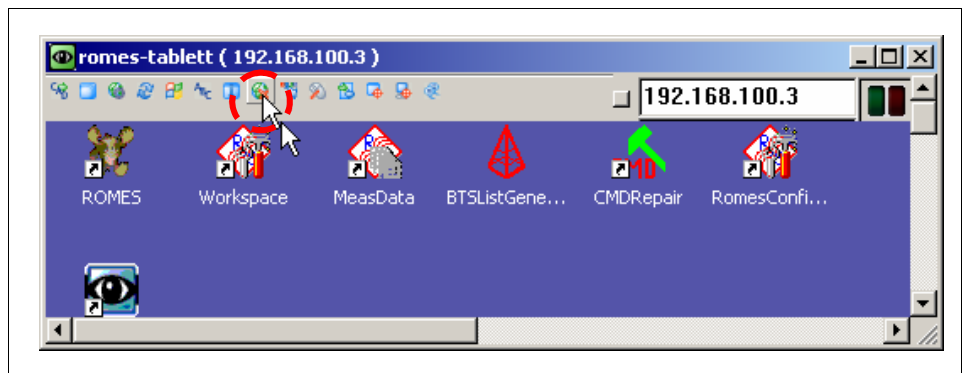 romes-tablett ( 192.168.100.3 )
192.168.100.3
ROMES Workspace MeasData BTSListGene... CMDRepair RomesConfi...